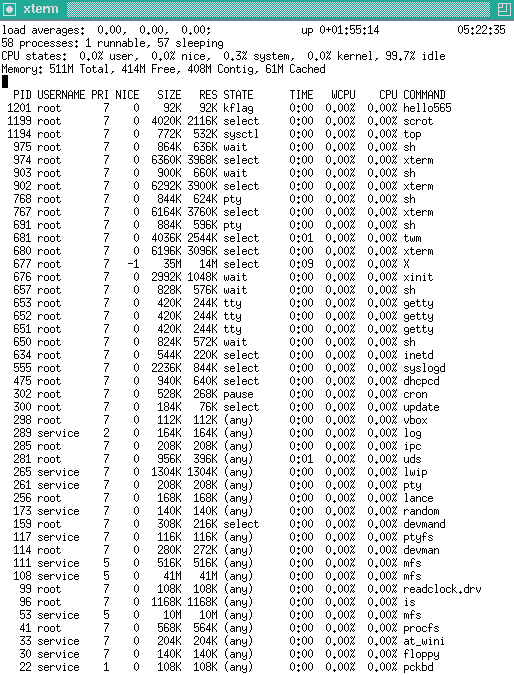 xterm
load averages:  0.00,  0.00,  0.00;               up 0+01:55:14        05:22:35
58 processes: 1 runnable, 57 sleeping
CPU states:  0.0% user,  0.0% nice,   0.3% system,  0.0% kernel, 99.7% idle
Memory: 511M Total, 414M Free, 408M Contig, 61M Cached
PID USERNAME PRI NICE   SIZE    RES STATE      TIME   WCPU    CPU COMMAND
1201 root       7    0    92K    92K kflag      0:00  0.00%  0.00% hello565
1199 root       7    0  4020K  2116K select     0:00  0.00%  0.00% scrot
1194 root       7    0   772K   532K sysctl     0:00  0.00%  0.00% top
975 root       7    0   864K   636K wait       0:00  0.00%  0.00% sh
974 root       7    0  6360K  3968K select     0:00  0.00%  0.00% xterm
903 root       7    0   900K   660K wait       0:00  0.00%  0.00% sh
902 root       7    0  6292K  3900K select     0:00  0.00%  0.00% xterm
768 root       7    0   844K   624K pty        0:00  0.00%  0.00% sh
767 root       7    0  6164K  3760K select     0:00  0.00%  0.00% xterm
691 root       7    0   884K   596K pty        0:00  0.00%  0.00% sh
681 root       7    0  4036K  2544K select     0:01  0.00%  0.00% twm
680 root       7    0  6196K  3096K select     0:00  0.00%  0.00% xterm
677 root       7   -1    35M    14M select     0:09  0.00%  0.00% X
676 root       7    0  2992K  1048K wait       0:00  0.00%  0.00% xinit
657 root       7    0   828K   576K wait       0:00  0.00%  0.00% sh
653 root       7    0   420K   244K tty        0:00  0.00%  0.00% getty
652 root       7    0   420K   244K tty        0:00  0.00%  0.00% getty
651 root       7    0   420K   244K tty        0:00  0.00%  0.00% getty
650 root       7    0   824K   572K wait       0:00  0.00%  0.00% sh
634 root       7    0   544K   220K select     0:00  0.00%  0.00% inetd
555 root       7    0  2236K   844K select     0:00  0.00%  0.00% syslogd
475 root       7    0   940K   640K select     0:00  0.00%  0.00% dhcpcd
302 root       7    0   528K   268K pause      0:00  0.00%  0.00% cron
300 root       7    0   184K    76K select     0:00  0.00%  0.00% update
298 root       7    0   112K   112K (any)      0:00  0.00%  0.00% vbox
289 service    2    0   164K   164K (any)      0:00  0.00%  0.00% log
285 root       7    0   208K   208K (any)      0:00  0.00%  0.00% ipc
281 root       7    0   956K   396K (any)      0:01  0.00%  0.00% uds
265 service    7    0  1304K  1304K (any)      0:00  0.00%  0.00% lwip
261 service    7    0   208K   208K (any)      0:00  0.00%  0.00% pty
256 root       7    0   168K   168K (any)      0:00  0.00%  0.00% lance
173 service    7    0   140K   140K (any)      0:00  0.00%  0.00% random
159 root       7    0   308K   216K select     0:00  0.00%  0.00% devmand
117 service    7    0   116K   116K (any)      0:00  0.00%  0.00% ptyfs
114 root       7    0   280K   272K (any)      0:00  0.00%  0.00% devman
111 service    5    0   516K   516K (any)      0:00  0.00%  0.00% mfs
108 service    5    0    41M    41M (any)      0:00  0.00%  0.00% mfs
99 root       7    0   108K   108K (any)      0:00  0.00%  0.00% readclock.drv
96 root       7    0  1168K  1168K (any)      0:00  0.00%  0.00% is
53 service    5    0    10M    10M (any)      0:00  0.00%  0.00% mfs
41 root       7    0   568K   564K (any)      0:00  0.00%  0.00% procfs
33 service    7    0   204K   204K (any)      0:00  0.00%  0.00% at_wini
30 service    7    0   140K   140K (any)      0:00  0.00%  0.00% floppy
22 service    1    0   108K   108K (any)      0:00  0.00%  0.00% pckbd